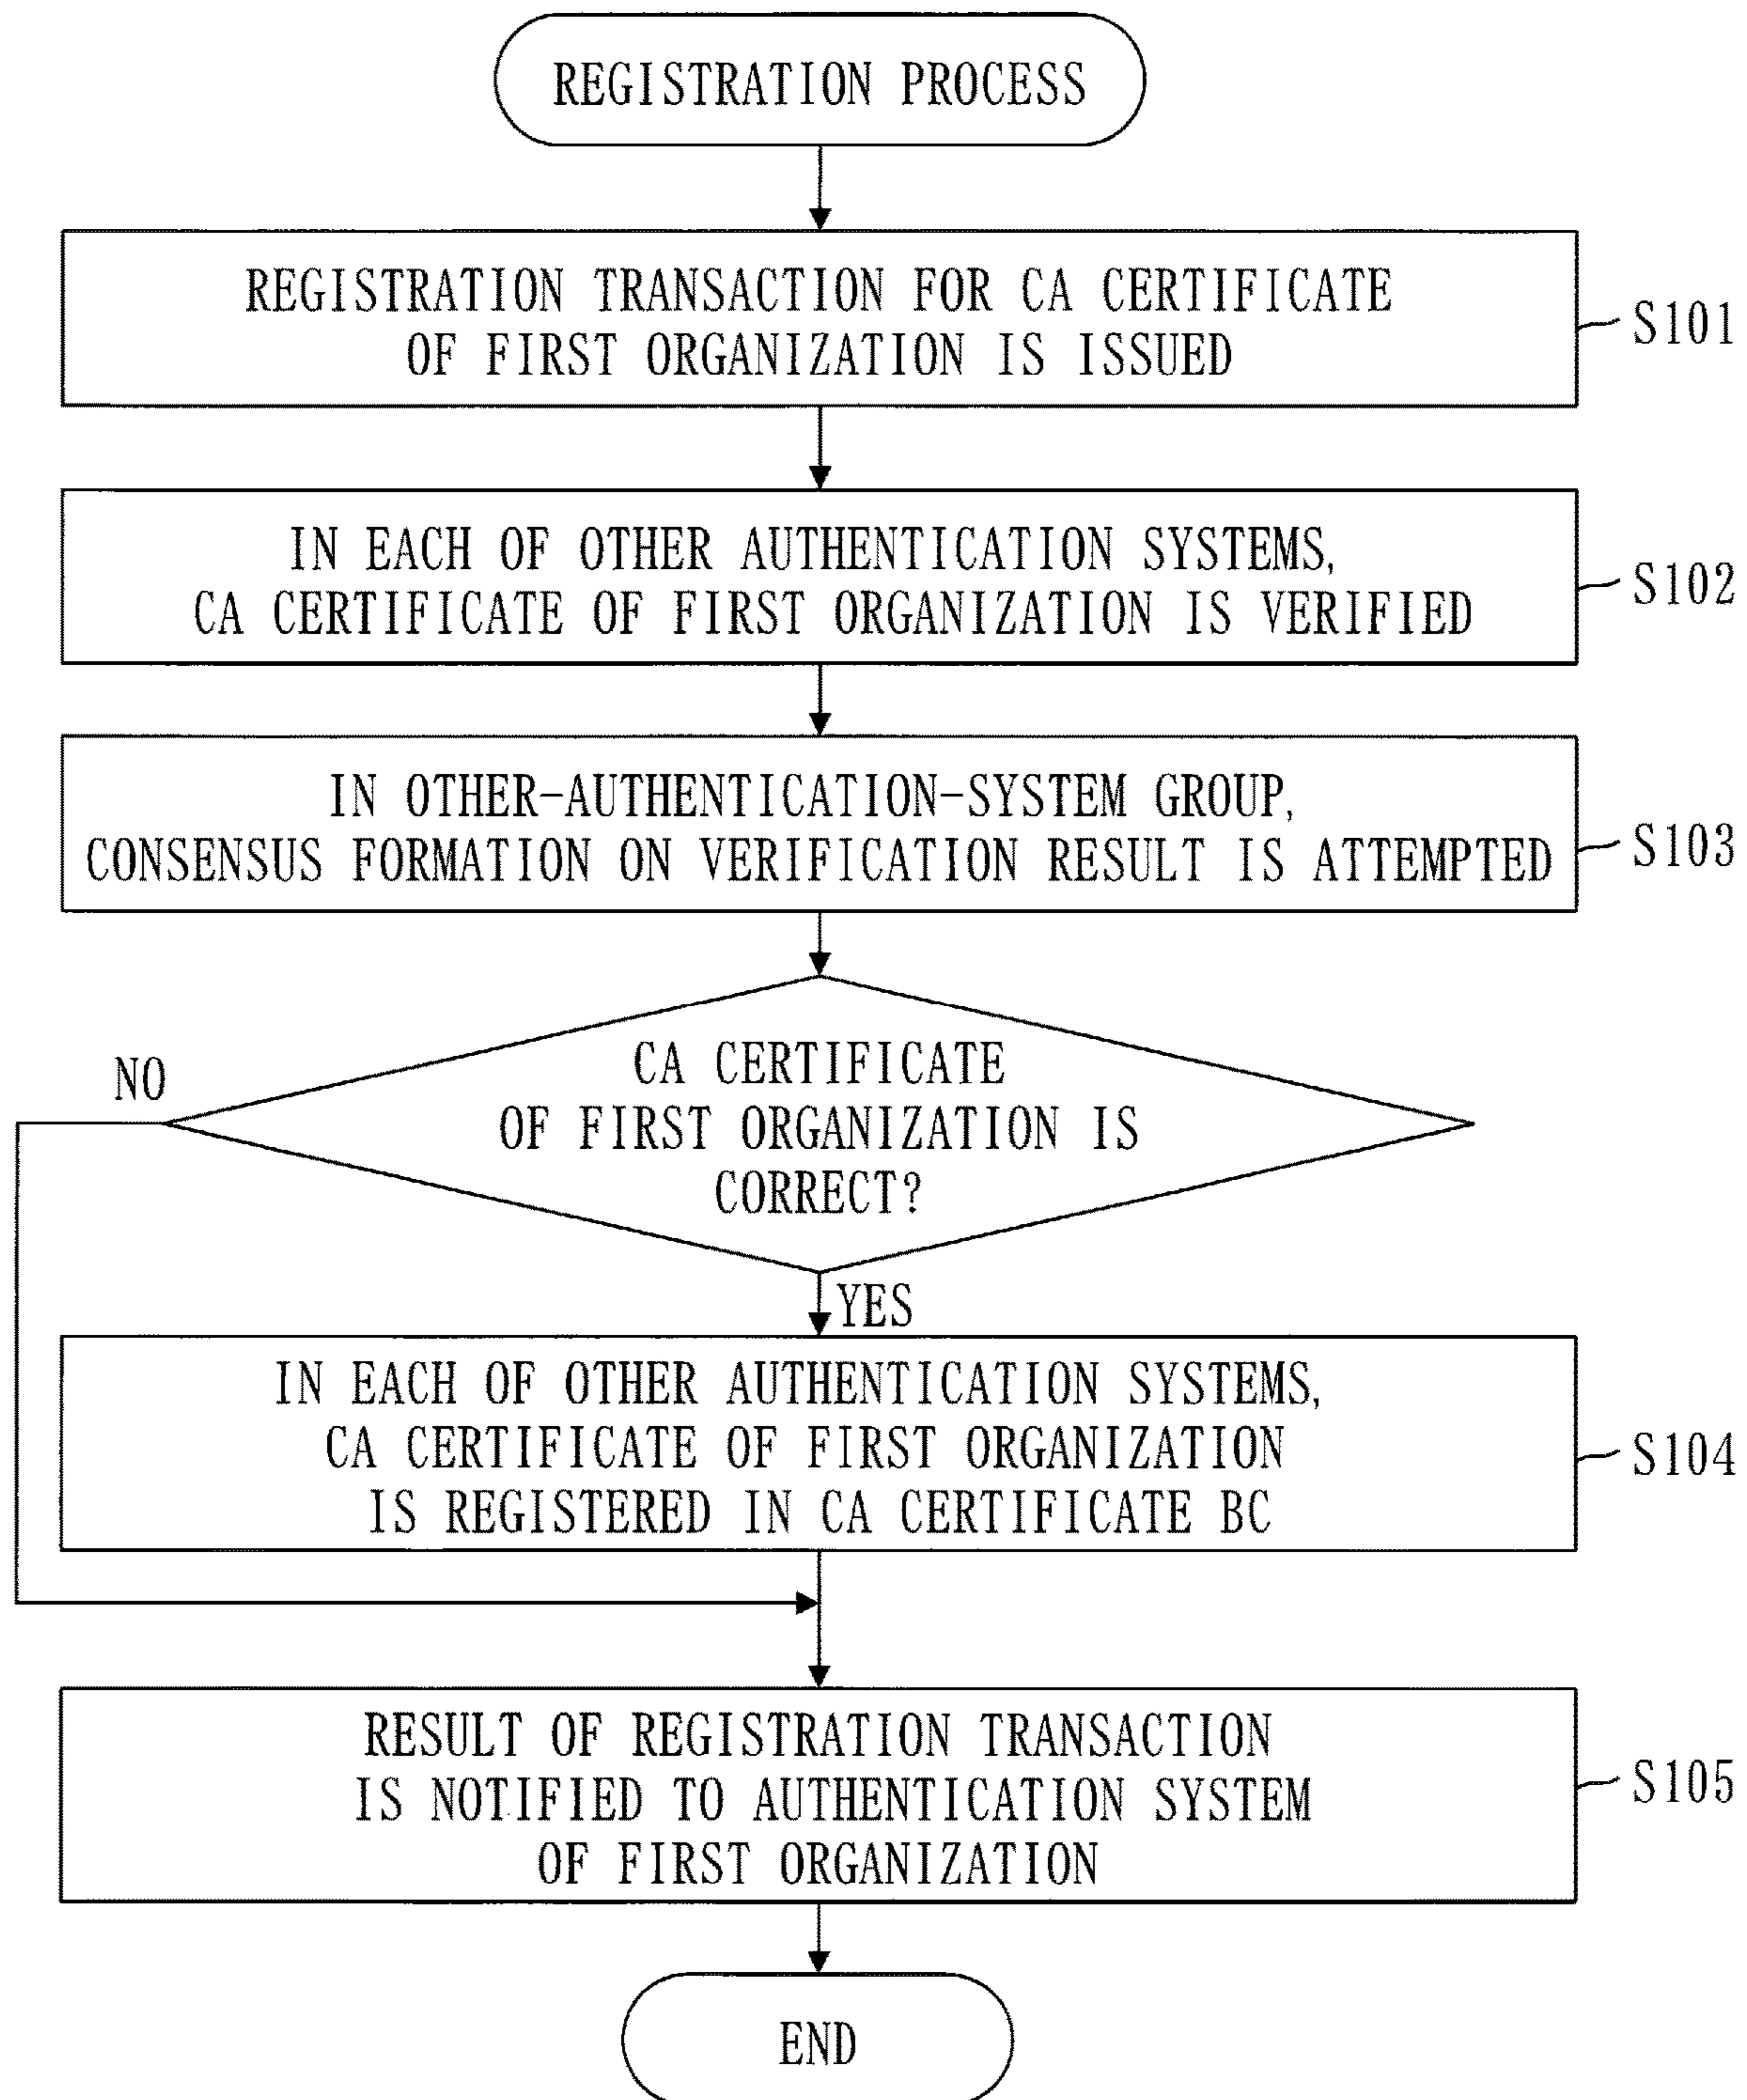 REGISTRATION PROCESS
REGISTRATION TRANSACTION FOR CA CERTIFICATE
OF FIRST ORGANIZATION IS ISSUED
S101
IN EACH OF OTHER AUTHENTICATION SYSTEMS,
CA CERTIFICATE OF FIRST ORGANIZATION IS VERIFIED
S102
IN OTHER-AUTHENTICATION-SYSTEM GROUP,
CONSENSUS FORMATION ON VERIFICATION RESULT IS ATTEMPTED
S103
NO
CA CERTIFICATE
OF FIRST ORGANIZATION IS
CORRECT?
YES
IN EACH OF OTHER AUTHENTICATION SYSTEMS,
CA CERTIFICATE OF FIRST ORGANIZATION
IS REGISTERED IN CA CERTIFICATE BC
S104
RESULT OF REGISTRATION TRANSACTION
IS NOTIFIED TO AUTHENTICATION SYSTEM
OF FIRST ORGANIZATION
S105
END